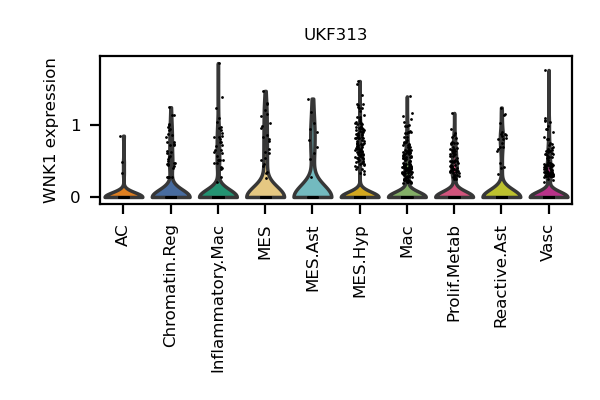 UKF313
WNK1 expression
1
0
AC
Chromatin.Reg
Inflammatory.Mac
MES
MES.Ast
MES.Hyp
Mac
Prolif.Metab
Reactive.Ast
Vasc